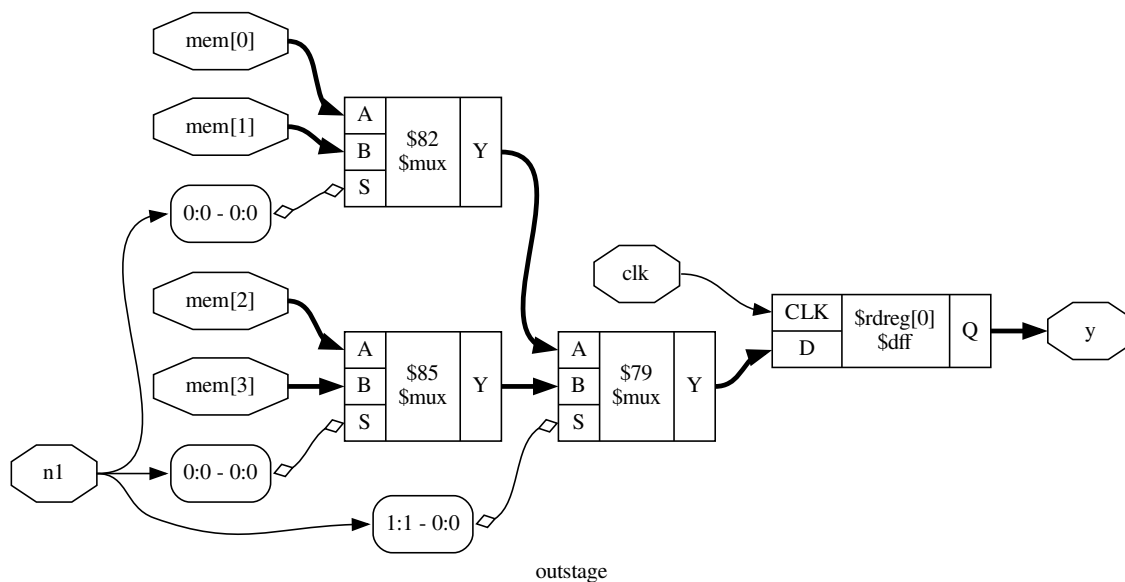 mem[0]
mem[1]
A
B
S
$82
$mux
Y
0:0 - 0:0
mem[2]
mem[3]
A
B
S
$85
$mux
Y
n1
0:0 - 0:0
1:1 - 0:0
A
B
S
$79
$mux
Y
clk
CLK
D
$rdreg[0]
$dff
Q
y
outstage